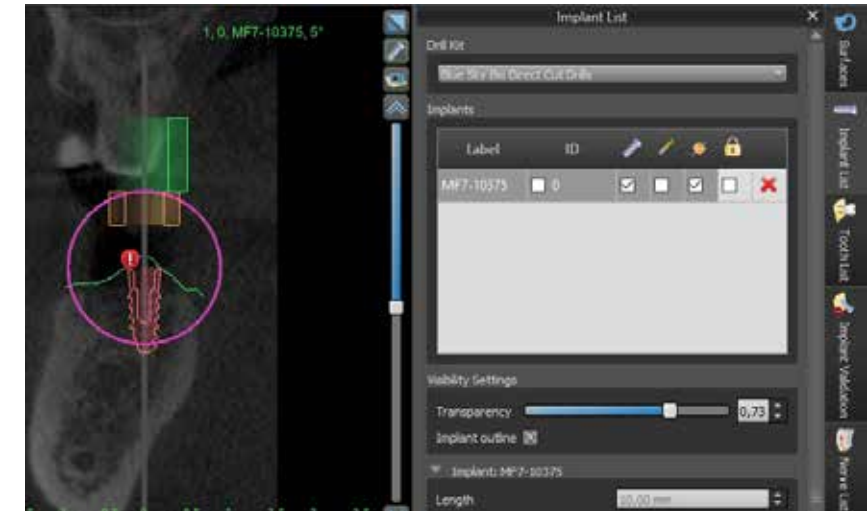 1, 0, MF7-10375, 5°
Implant List
Drill Kit
Blue Sky Bio Direct Cut Drills
Implants
Label ID
MF7-10375 0
Visibility Settings
Transparency 0,73
Implant outline
Implant: MF7-10375
Length 10,00 mm
Surfaces
Implant List
Tooth List
Implant Validation
Nerve List